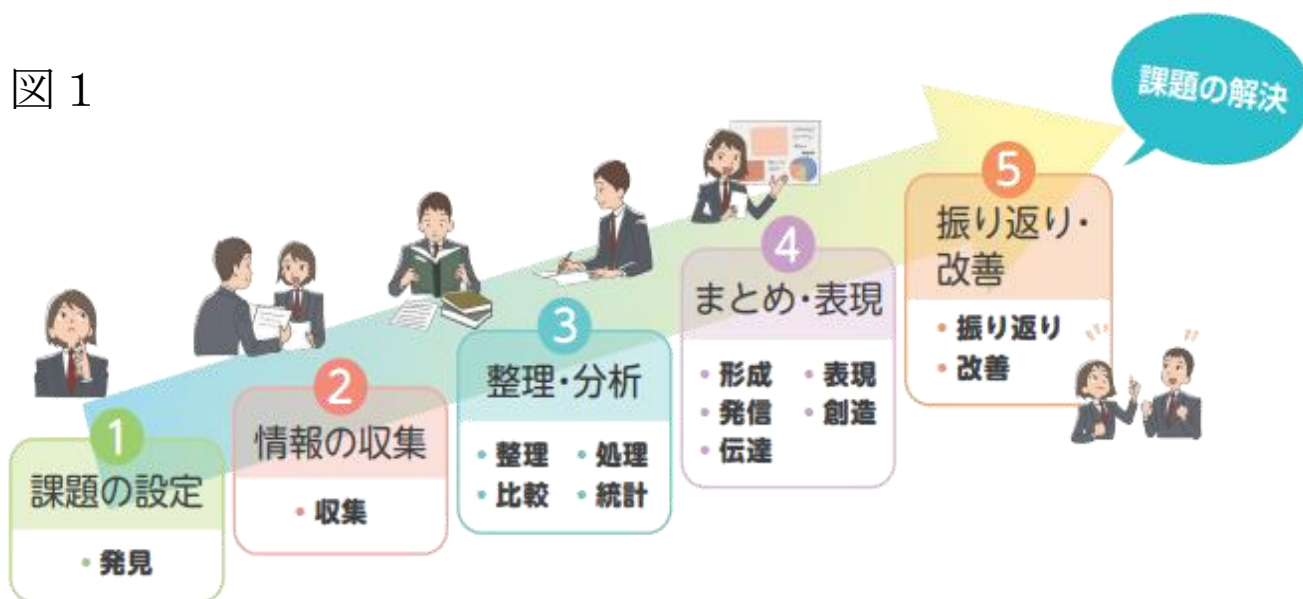 図1
課題の解決
1
課題の設定
・発見
2
情報の収集
・収集
3
整理・分析
・整理 ・処理
・比較 ・統計
4
まとめ・表現
・形成 ・表現
・発信 ・創造
・伝達
5
振り返り・
改善
・振り返り
・改善